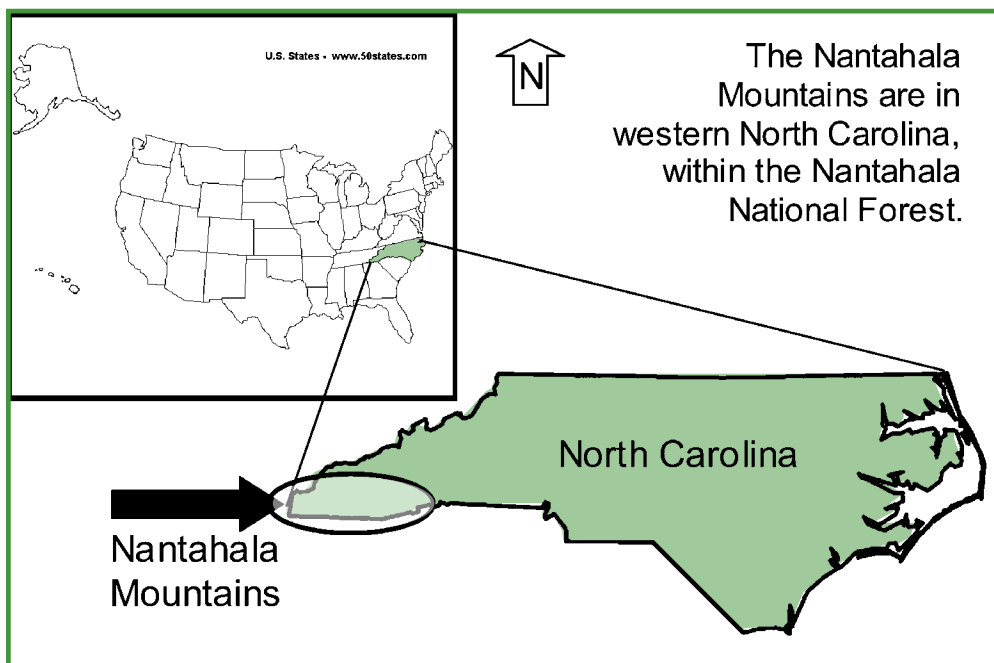 U.S. States - www.50states.com
N
The Nantahala
Mountains are in
western North Carolina,
within the Nantahala
National Forest.
North Carolina
Nantahala
Mountains